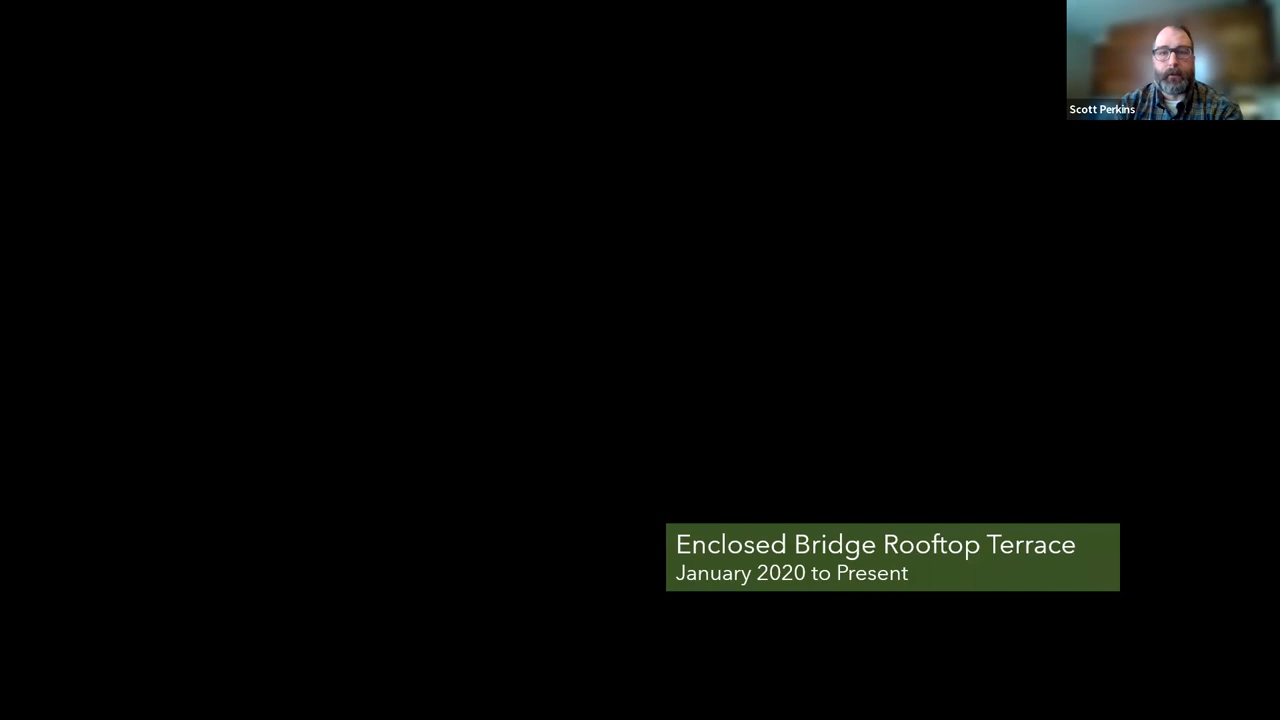 Scott Perkins
Enclosed Bridge Rooftop Terrace
January 2020 to Present